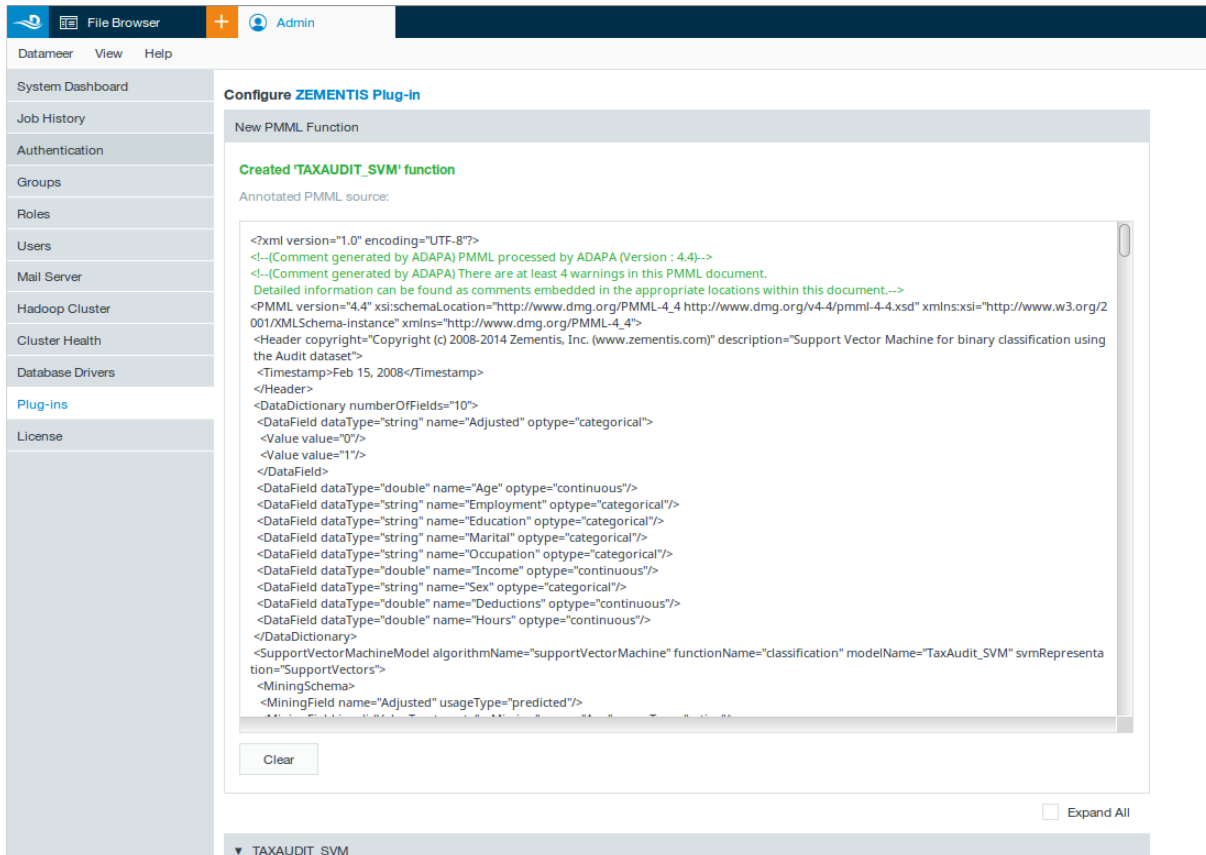 File Browser
+
Admin
Datameer View Help
System Dashboard
Job History
Authentication
Groups
Roles
Users
Mail Server
Hadoop Cluster
Cluster Health
Database Drivers
Plug-ins
License
Configure ZEMENTIS Plug-in
New PMML Function
Created 'TAXAUDIT_SVM' function
Annotated PMML source:
<?xml version="1.0" encoding="UTF-8"?>
<!--(Comment generated by ADAPA) PMML processed by ADAPA (Version : 4.4)-->
<!--(Comment generated by ADAPA) There are at least 4 warnings in this PMML document.
Detailed information can be found as comments embedded in the appropriate locations within this document.-->
<PMML version="4.4" xsi:schemaLocation="http://www.dmg.org/PMML-4_4 http://www.dmg.org/v4-4/pmml-4-4.xsd" xmlns:xsi="http://www.w3.org/2
001/XMLSchema-instance" xmlns="http://www.dmg.org/PMML-4_4">
<Header copyright="Copyright (c) 2008-2014 Zementis, Inc. (www.zementis.com)" description="Support Vector Machine for binary classification using
the Audit dataset">
<Timestamp>Feb 15, 2008</Timestamp>
</Header>
<DataDictionary numberOfFields="10">
<DataField dataType="string" name="Adjusted" optype="categorical">
<Value value="0"/>
<Value value="1"/>
</DataField>
<DataField dataType="double" name="Age" optype="continuous"/>
<DataField dataType="string" name="Employment" optype="categorical"/>
<DataField dataType="string" name="Education" optype="categorical"/>
<DataField dataType="string" name="Marital" optype="categorical"/>
<DataField dataType="string" name="Occupation" optype="categorical"/>
<DataField dataType="double" name="Income" optype="continuous"/>
<DataField dataType="string" name="Sex" optype="categorical"/>
<DataField dataType="double" name="Deductions" optype="continuous"/>
<DataField dataType="double" name="Hours" optype="continuous"/>
</DataDictionary>
<SupportVectorMachineModel algorithmName="supportVectorMachine" functionName="classification" modelName="TaxAudit_SVM" svmRepresenta
tion="SupportVectors">
<MiningSchema>
<MiningField name="Adjusted" usageType="predicted"/>
Clear
Expand All
TAXAUDIT_SVM